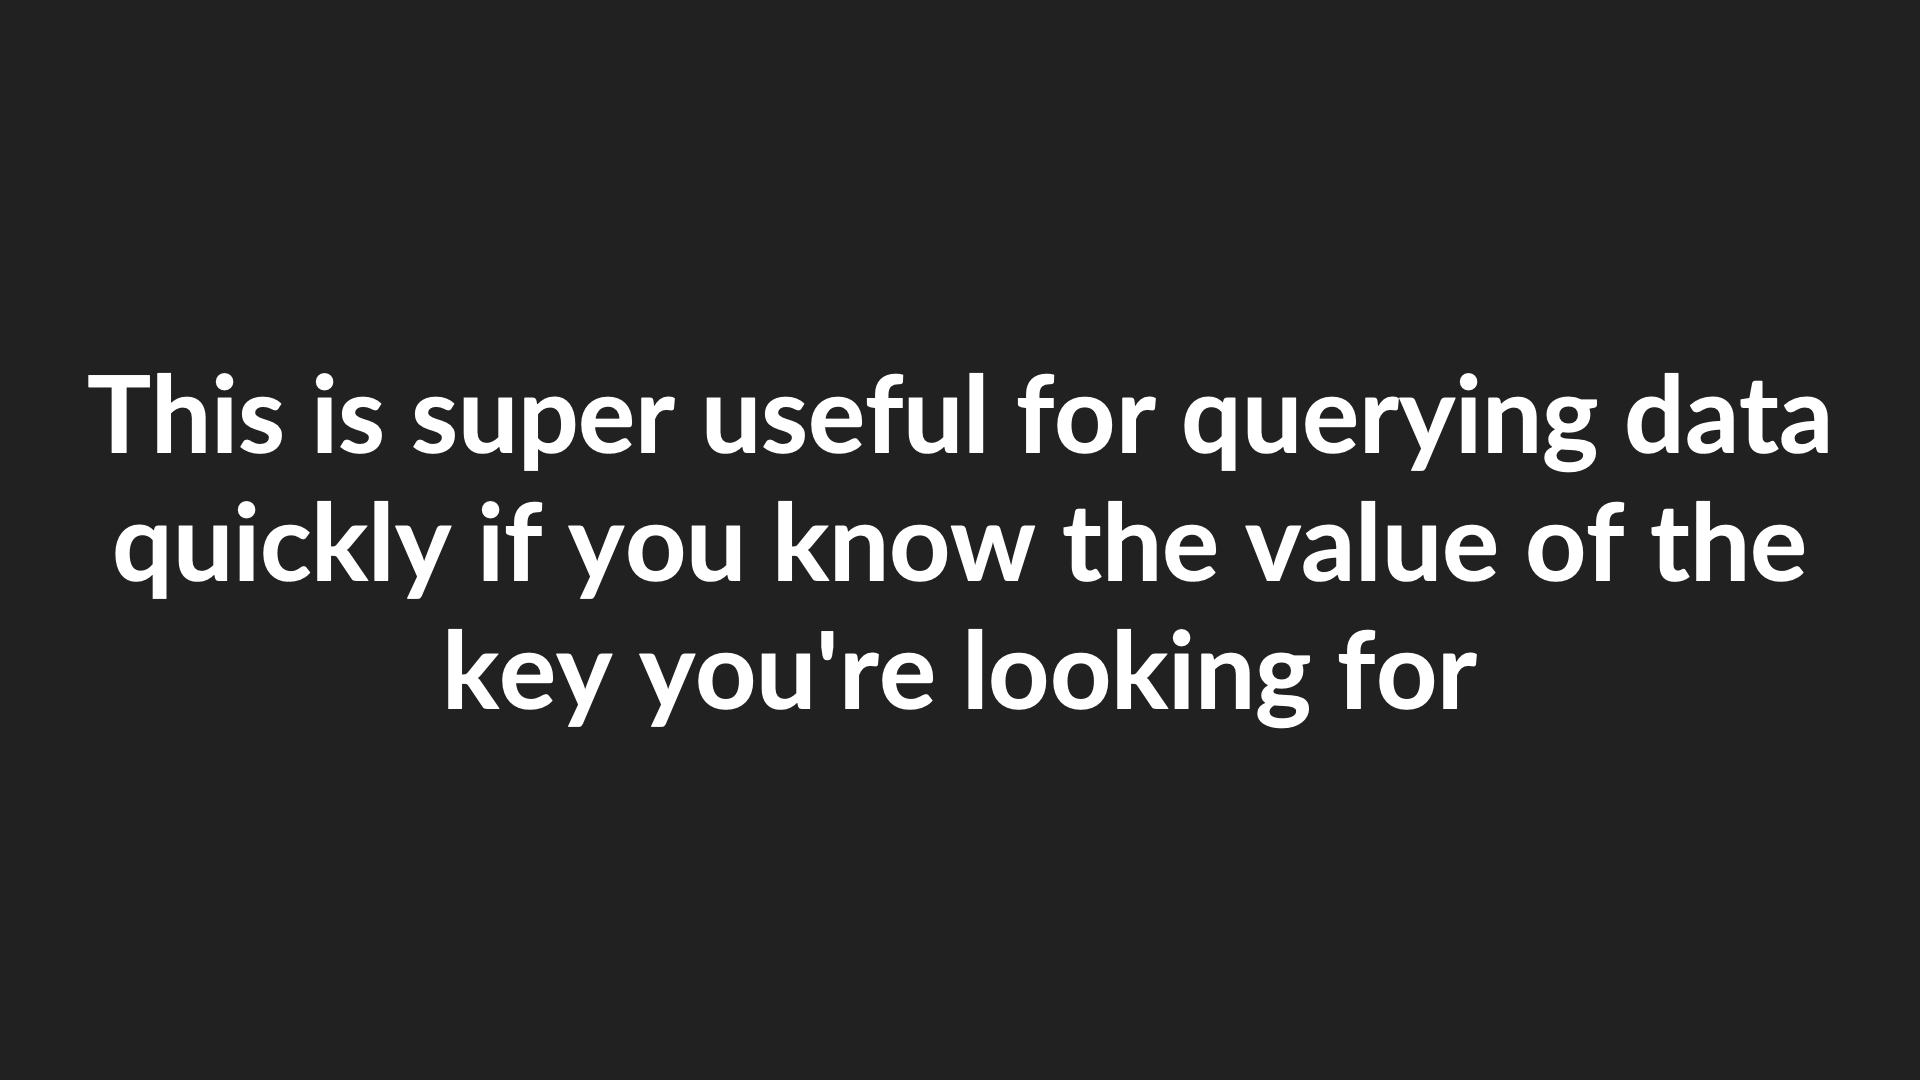 This is super useful for querying data
quickly if you know the value of the
key you're looking for